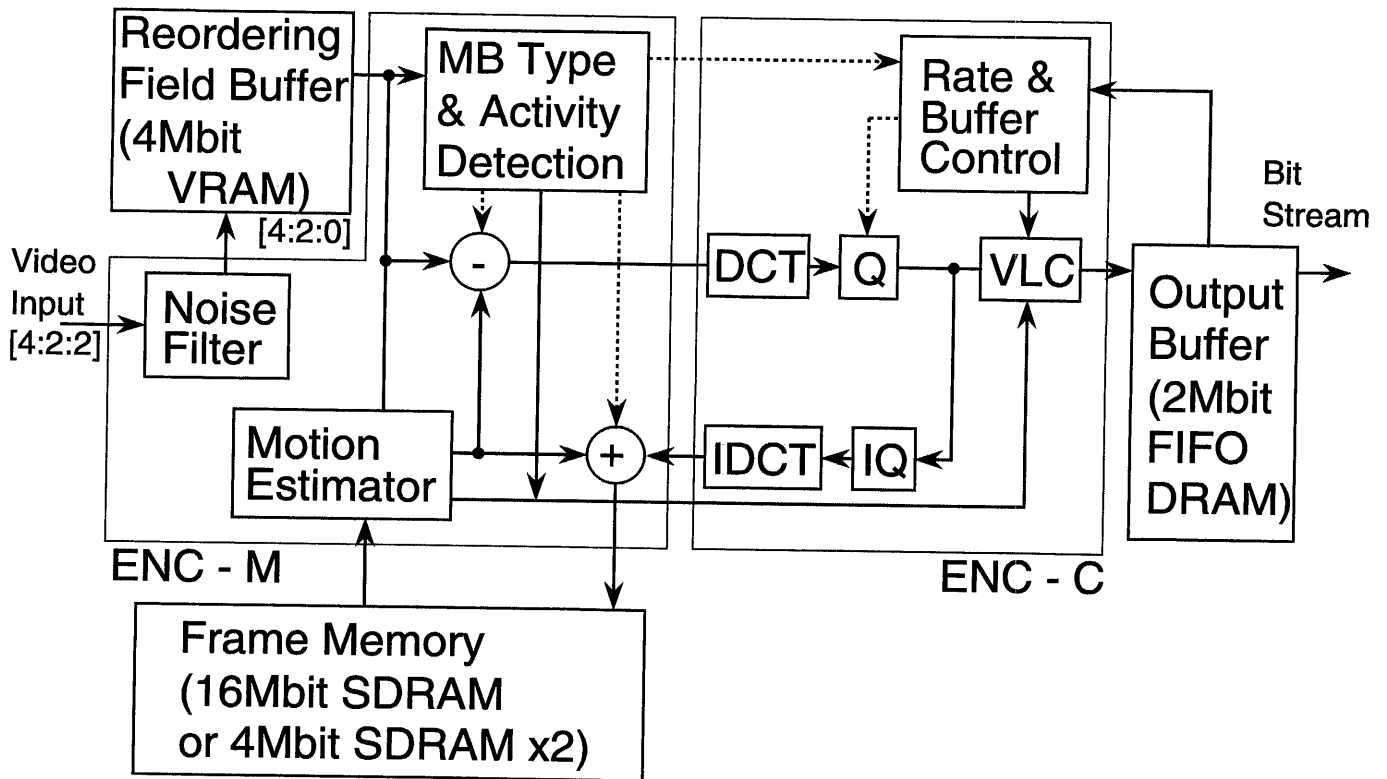 Reordering
Field Buffer
(4Mbit
VRAM)
[4:2:0]
MB Type
& Activity
Detection
Rate &
Buffer
Control
Bit
Stream
Video
Input
[4:2:2]
Noise
Filter
-
DCT
Q
VLC
Output
Buffer
(2Mbit
FIFO
DRAM)
Motion
Estimator
+
IDCT
IQ
ENC - M
ENC - C
Frame Memory
(16Mbit SDRAM
or 4Mbit SDRAM x2)